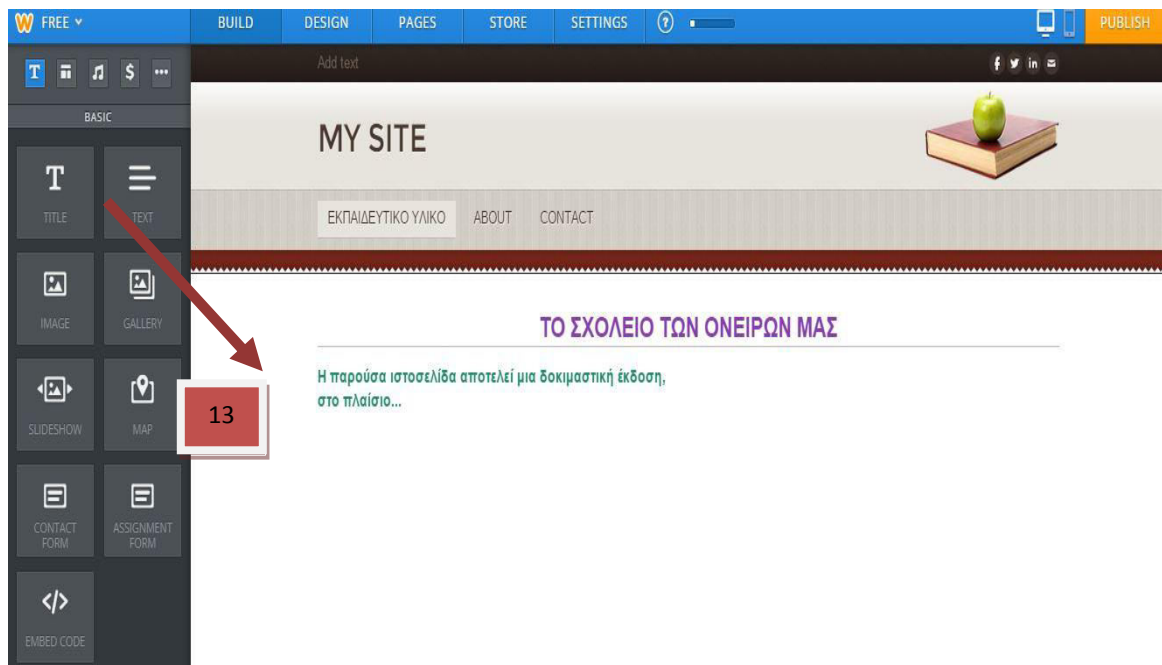 FREE
BUILD
DESIGN
PAGES
STORE
SETTINGS
?
PUBLISH
T
$
BASIC
T
TITLE
TEXT
IMAGE
GALLERY
SLIDESHOW
MAP
CONTACT
FORM
ASSIGNMENT
FORM
</>
EMBED CODE
Add text
f
in
MY SITE
ΕΚΠΑΙΔΕΥΤΙΚΟ ΥΛΙΚΟ
ABOUT
CONTACT
ΤΟ ΣΧΟΛΕΙΟ ΤΩΝ ΟΝΕΙΡΩΝ ΜΑΣ
Η παρούσα ιστοσελίδα αποτελεί μια δοκιμαστική έκδοση,
στο πλαίσιο...
13